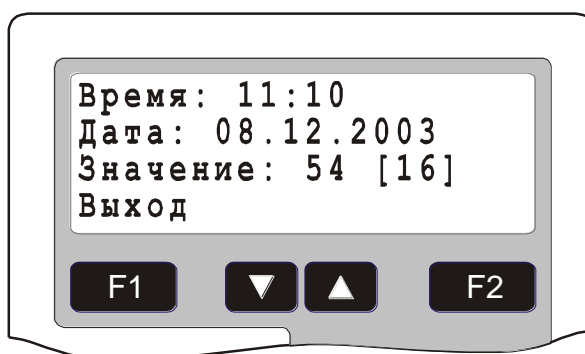 Время: 11:10
Дата: 08.12.2003
Значение: 54 [16]
Выход
F1 F2